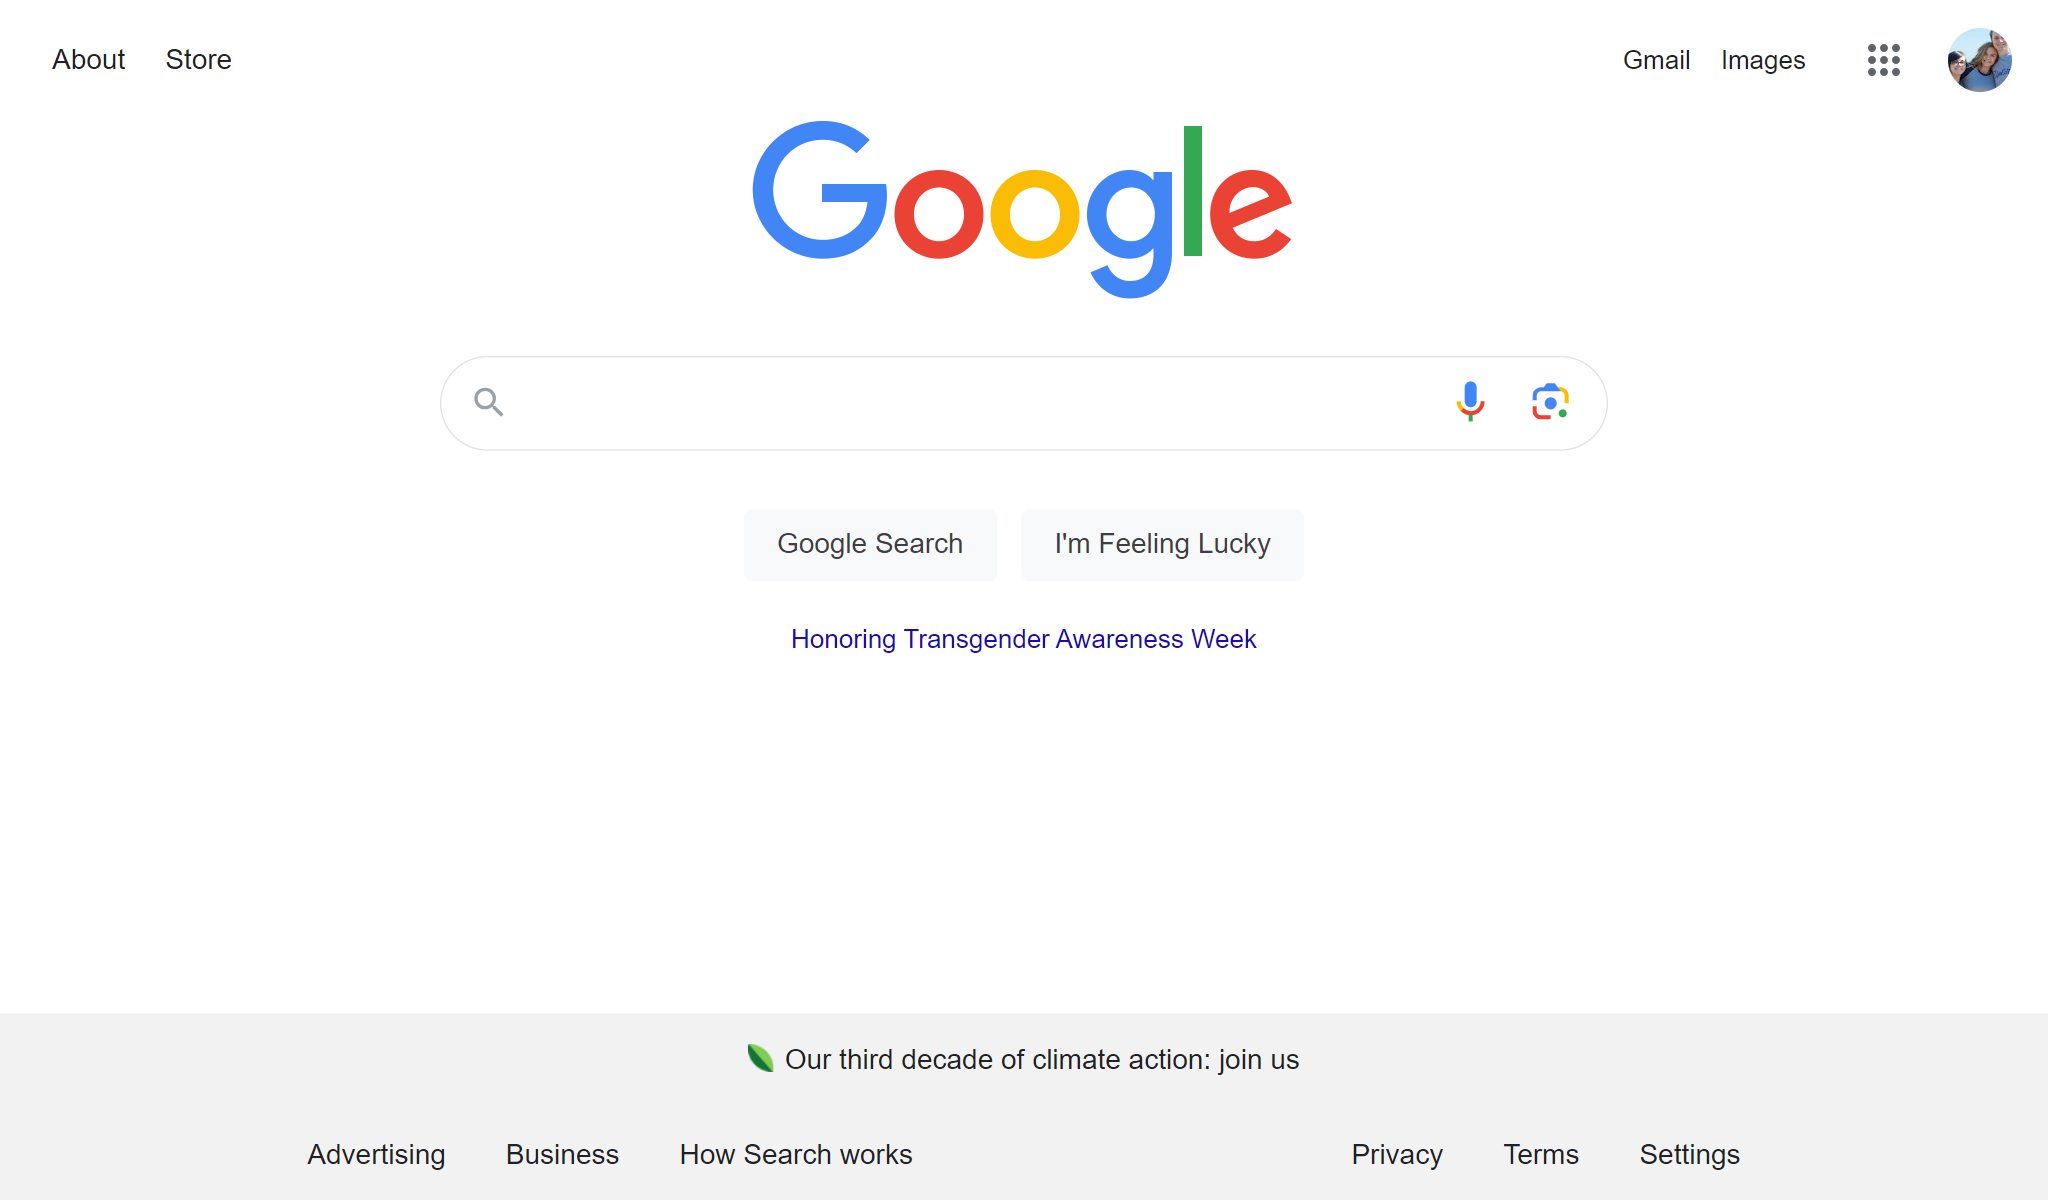 About Store
Gmail Images
Google
Google Search I'm Feeling Lucky
Honoring Transgender Awareness Week
Our third decade of climate action: join us
Advertising Business How Search works
Privacy Terms Settings